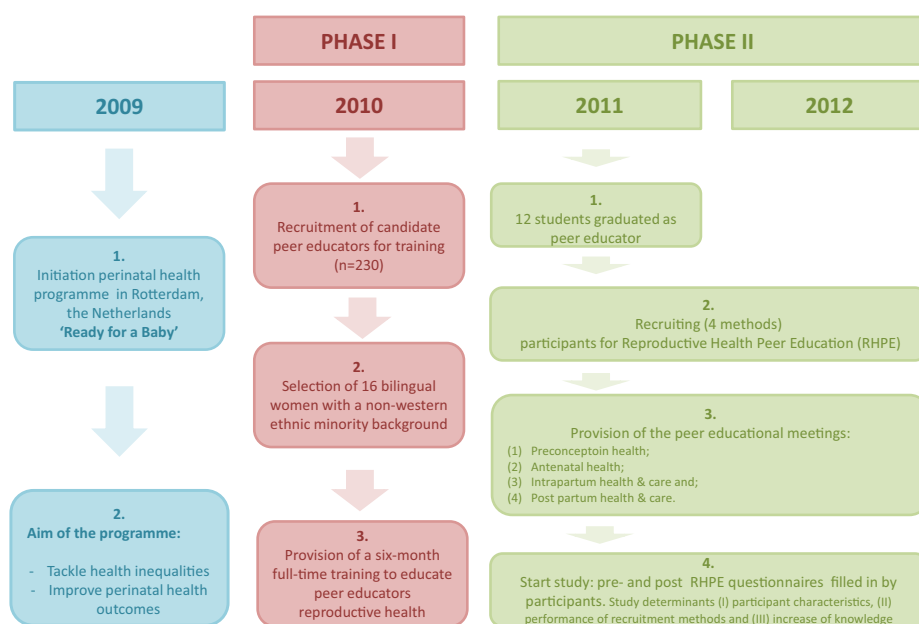 PHASE I
PHASE II
2009
2010
2011
2012
1.
Initiation perinatal health
programme in Rotterdam,
the Netherlands
‘Ready for a Baby’
2.
Aim of the programme:
- Tackle health inequalities
- Improve perinatal health
outcomes
1.
Recruitment of candidate
peer educators for training
(n=230)
2.
Selection of 16 bilingual
women with a non-western
ethnic minority background
3.
Provision of a six-month
full-time training to educate
peer educators
reproductive health
1.
12 students graduated as
peer educator
2.
Recruiting (4 methods)
participants for Reproductive Health Peer Education (RHPE)
3.
Provision of the peer educational meetings:
(1) Preconceptoin health;
(2) Antenatal health;
(3) Intrapartum health & care and;
(4) Post partum health & care.
4.
Start study: pre- and post RHPE questionnaires filled in by
participants. Study determinants (I) participant characteristics, (II)
performance of recruitment methods and (III) increase of knowledge